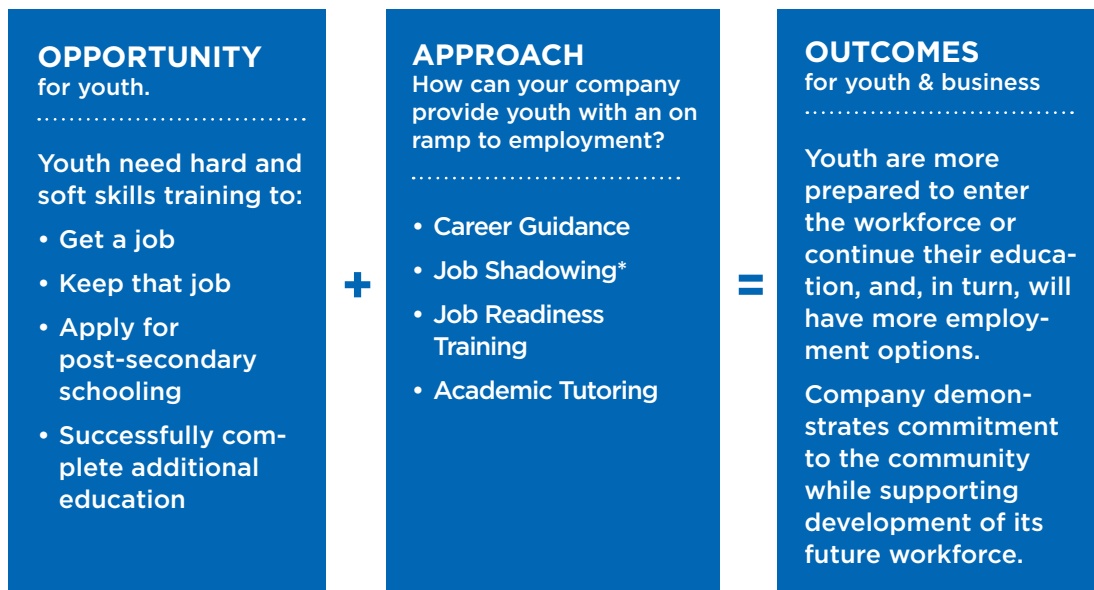 OPPORTUNITY
for youth.
Youth need hard and
soft skills training to:
• Get a job
• Keep that job
• Apply for
post-secondary
schooling
• Successfully com-
plete additional
education
+
APPROACH
How can your company
provide youth with an on
ramp to employment?
• Career Guidance
• Job Shadowing*
• Job Readiness
Training
• Academic Tutoring
=
OUTCOMES
for youth & business
Youth are more
prepared to enter
the workforce or
continue their educa-
tion, and, in turn, will
have more employ-
ment options.
Company demon-
strates commitment
to the community
while supporting
development of its
future workforce.